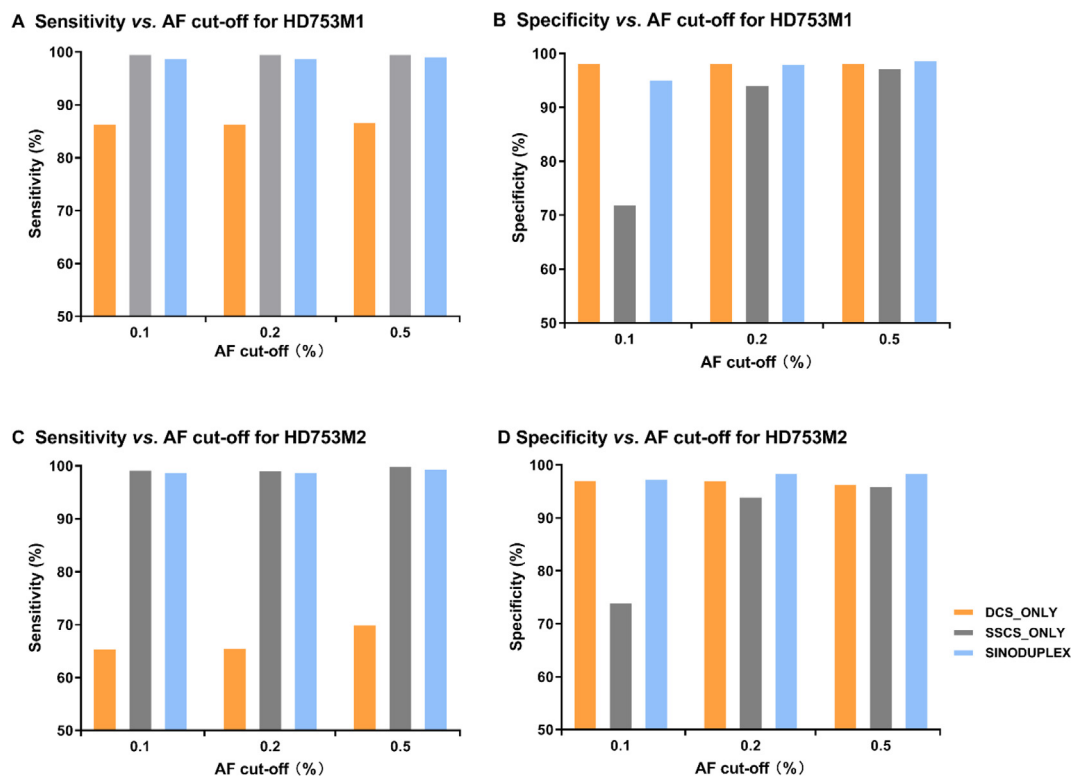 A Sensitivity vs. AF cut-off for HD753M1
Sensitivity (%)
100
90
80
70
60
50
0.1 0.2 0.5
AF cut-off (%)
B Specificity vs. AF cut-off for HD753M1
Specificity (%)
100
90
80
70
60
50
0.1 0.2 0.5
AF cut-off (%)
C Sensitivity vs. AF cut-off for HD753M2
Sensitivity (%)
100
90
80
70
60
50
0.1 0.2 0.5
AF cut-off (%)
D Specificity vs. AF cut-off for HD753M2
Specificity (%)
100
90
80
70
60
50
0.1 0.2 0.5
AF cut-off (%)
DCS_ONLY
SSCS_ONLY
SINODUPLEX